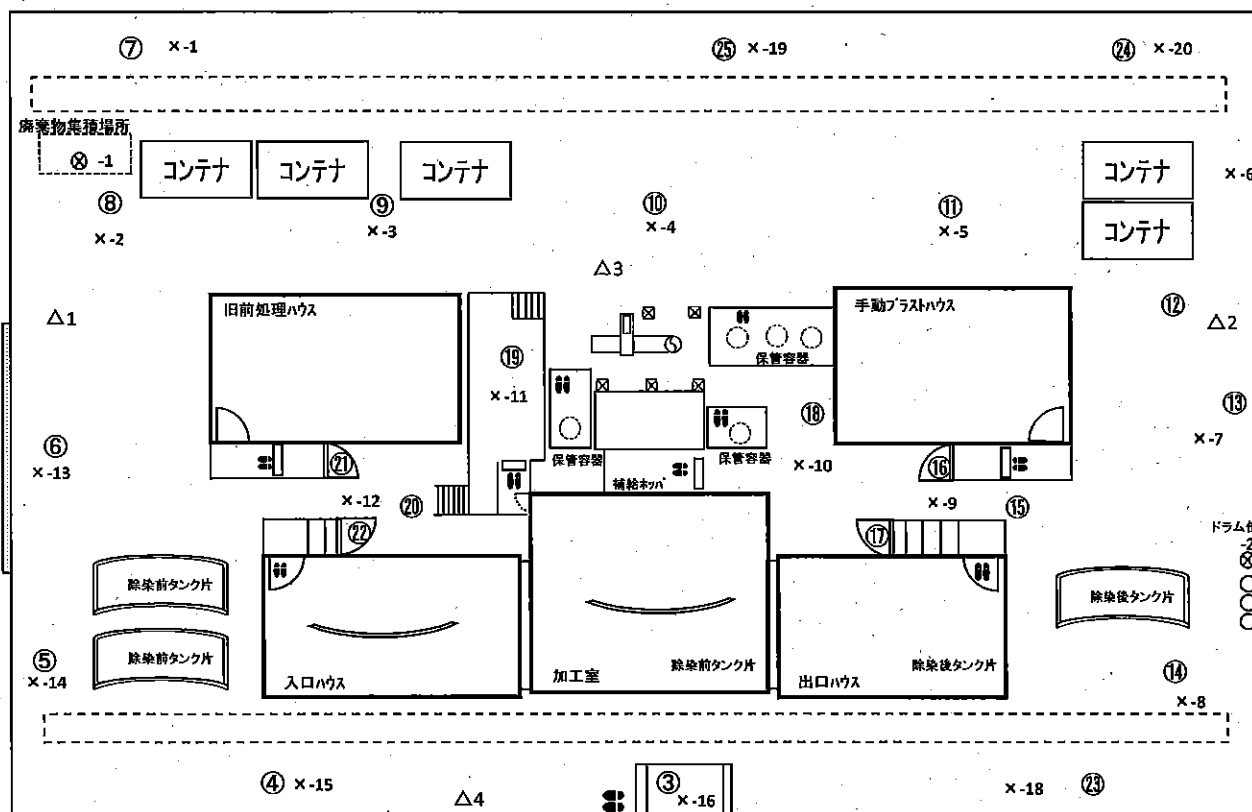 ⑦ ×-1
㉕ ×-19
㉔ ×-20
廃棄物集積場所
⊗ -1
コンテナ
コンテナ
コンテナ
コンテナ
×-6
⑧
×-2
⑨
×-3
⑩
×-4
⑪
×-5
コンテナ
△3
△1
旧前処理ハウス
手動ブラストハウス
⑫
△2
⑲
×-11
保管容器
⑱
⑬
×-7
⑥
×-13
㉑
保管容器
補給ホッパ
保管容器
×-10
⑯
×-12
⑳
×-9
⑮
㉒
⑰
ドラム缶
-2
除染前タンク片
除染後タンク片
除染前タンク片
⑤
×-14
入口ハウス
加工室
除染前タンク片
出口ハウス
除染後タンク片
⑭
×-8
④ ×-15
△4
③
×-16
×-18
㉓